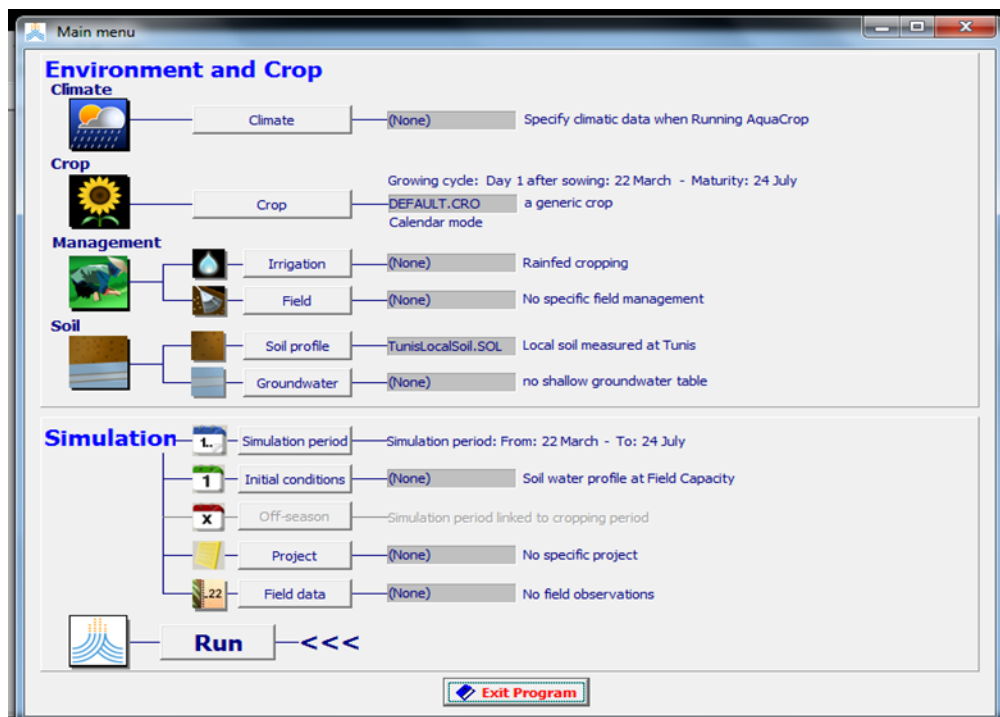 Main menu
Environment and Crop
Climate
Climate (None) Specify climatic data when Running AquaCrop
Crop
Growing cycle: Day 1 after sowing: 22 March - Maturity: 24 July
Crop DEFAULT.CRO a generic crop
Calendar mode
Management
Irrigation (None) Rainfed cropping
Field (None) No specific field management
Soil
Soil profile TunisLocalSoil.SOL Local soil measured at Tunis
Groundwater (None) no shallow groundwater table
Simulation 1.. Simulation period Simulation period: From: 22 March - To: 24 July
1 Initial conditions (None) Soil water profile at Field Capacity
X Off-season Simulation period linked to cropping period
Project (None) No specific project
.22 Field data (None) No field observations
Run <<<
Exit Program